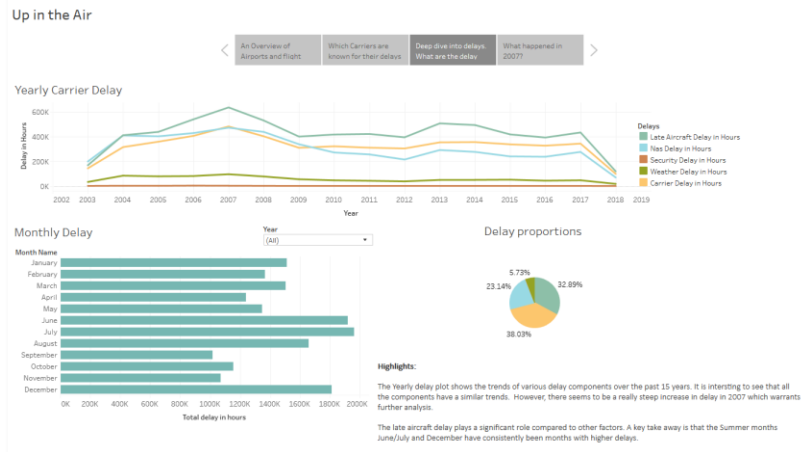 Up in the Air
An Overview of
Airports and flight
Which Carriers are
known for their delays
Deep dive into delays.
What are the delay
What happened in
2007?
Yearly Carrier Delay
Delay in Hours
600K
400K
200K
0K
2002 2003 2004 2005 2006 2007 2008 2009 2010 2011 2012 2013 2014 2015 2016 2017 2018 2019
Year
Delays
Late Aircraft Delay in Hours
Nas Delay in Hours
Security Delay in Hours
Weather Delay in Hours
Carrier Delay in Hours
Monthly Delay
Year
(All)
Month Name
January
February
March
April
May
June
July
August
September
October
November
December
0K 200K 400K 600K 800K 1000K 1200K 1400K 1600K 1800K 2000K
Total delay in hours
Delay proportions
5.73%
23.14%
32.89%
38.03%
Highlights:
The Yearly delay plot shows the trends of various delay components over the past 15 years. It is intersting to see that all
the components have a similar trends. However, there seems to be a really steep increase in delay in 2007 which warrants
further analysis.
The late aircraft delay plays a significant role compared to other factors. A key take away is that the Summer months
June/July and December have consistently been months with higher delays.